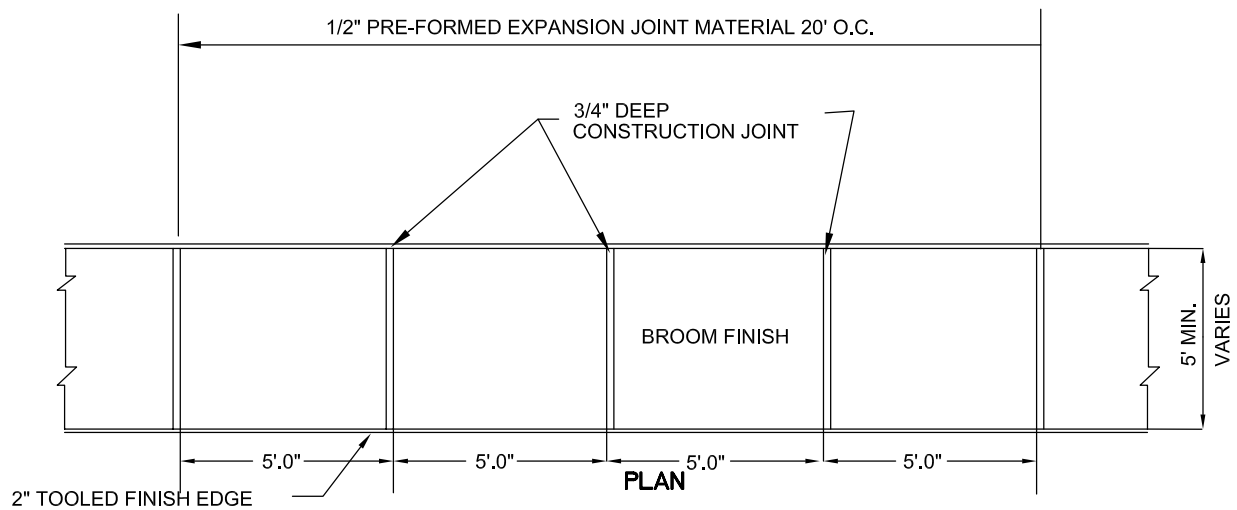 1/2" PRE-FORMED EXPANSION JOINT MATERIAL 20' O.C.
3/4" DEEP
CONSTRUCTION JOINT
BROOM FINISH
5' MIN.
VARIES
5'.0"
5'.0"
5'.0"
5'.0"
PLAN
2" TOOLED FINISH EDGE